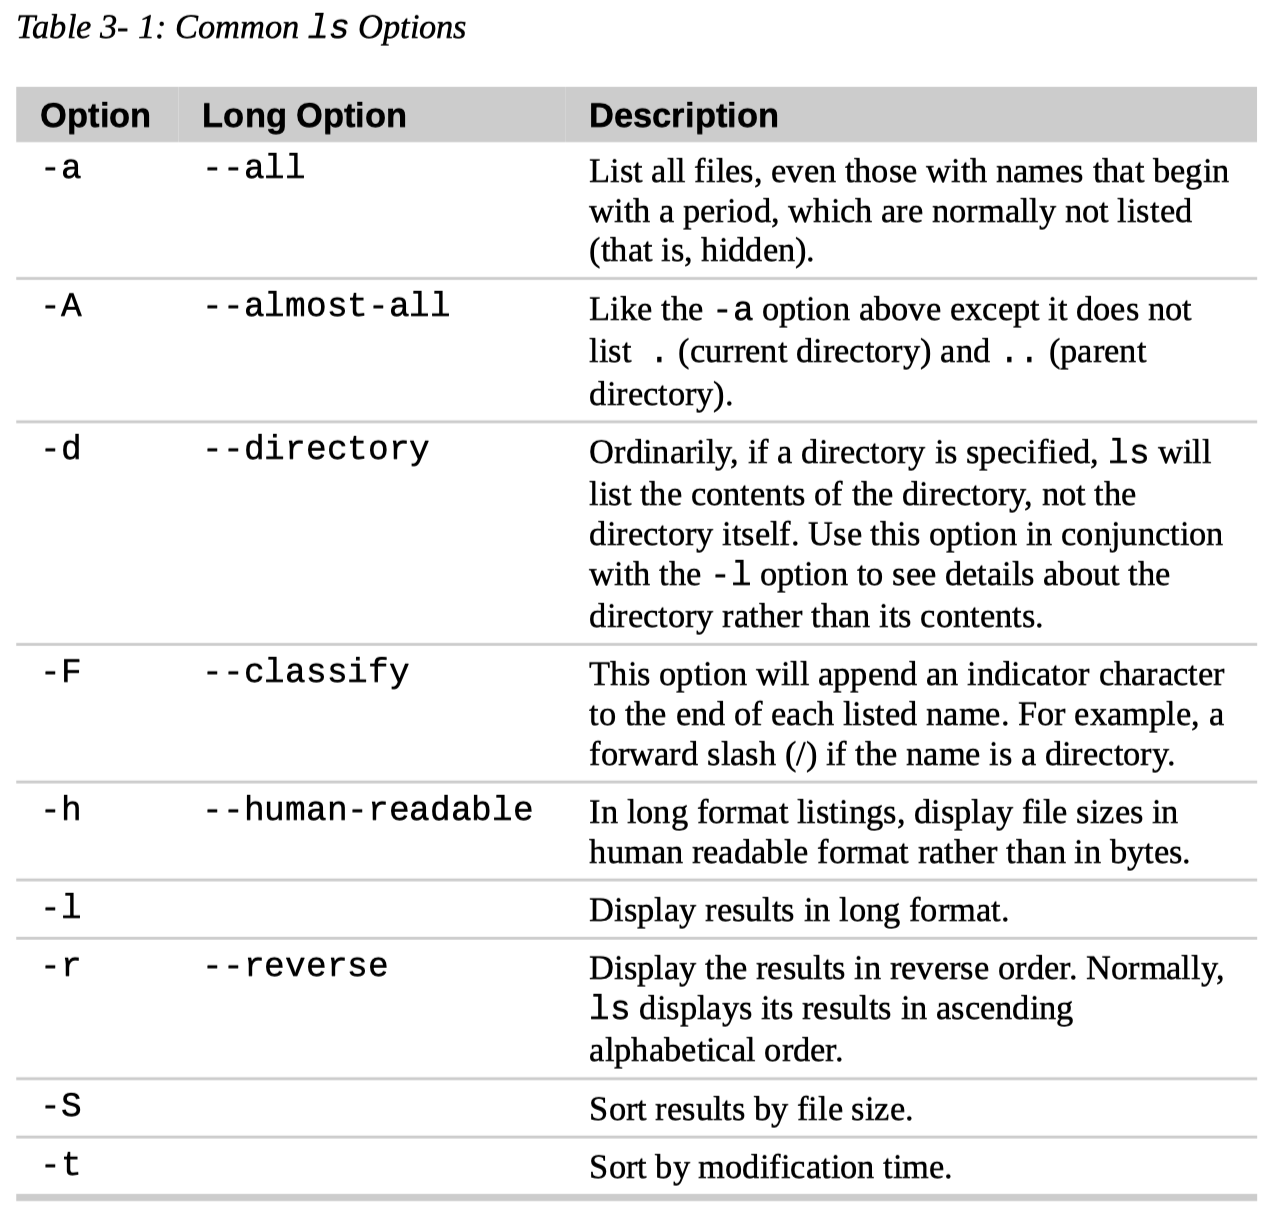 Table 3- 1: Common ls Options
Option Long Option Description
-a --all List all files, even those with names that begin
with a period, which are normally not listed
(that is, hidden).
-A --almost-all Like the -a option above except it does not
list . (current directory) and .. (parent
directory).
-d --directory Ordinarily, if a directory is specified, ls will
list the contents of the directory, not the
directory itself. Use this option in conjunction
with the -l option to see details about the
directory rather than its contents.
-F --classify This option will append an indicator character
to the end of each listed name. For example, a
forward slash (/) if the name is a directory.
-h --human-readable In long format listings, display file sizes in
human readable format rather than in bytes.
-l Display results in long format.
-r --reverse Display the results in reverse order. Normally,
ls displays its results in ascending
alphabetical order.
-S Sort results by file size.
-t Sort by modification time.